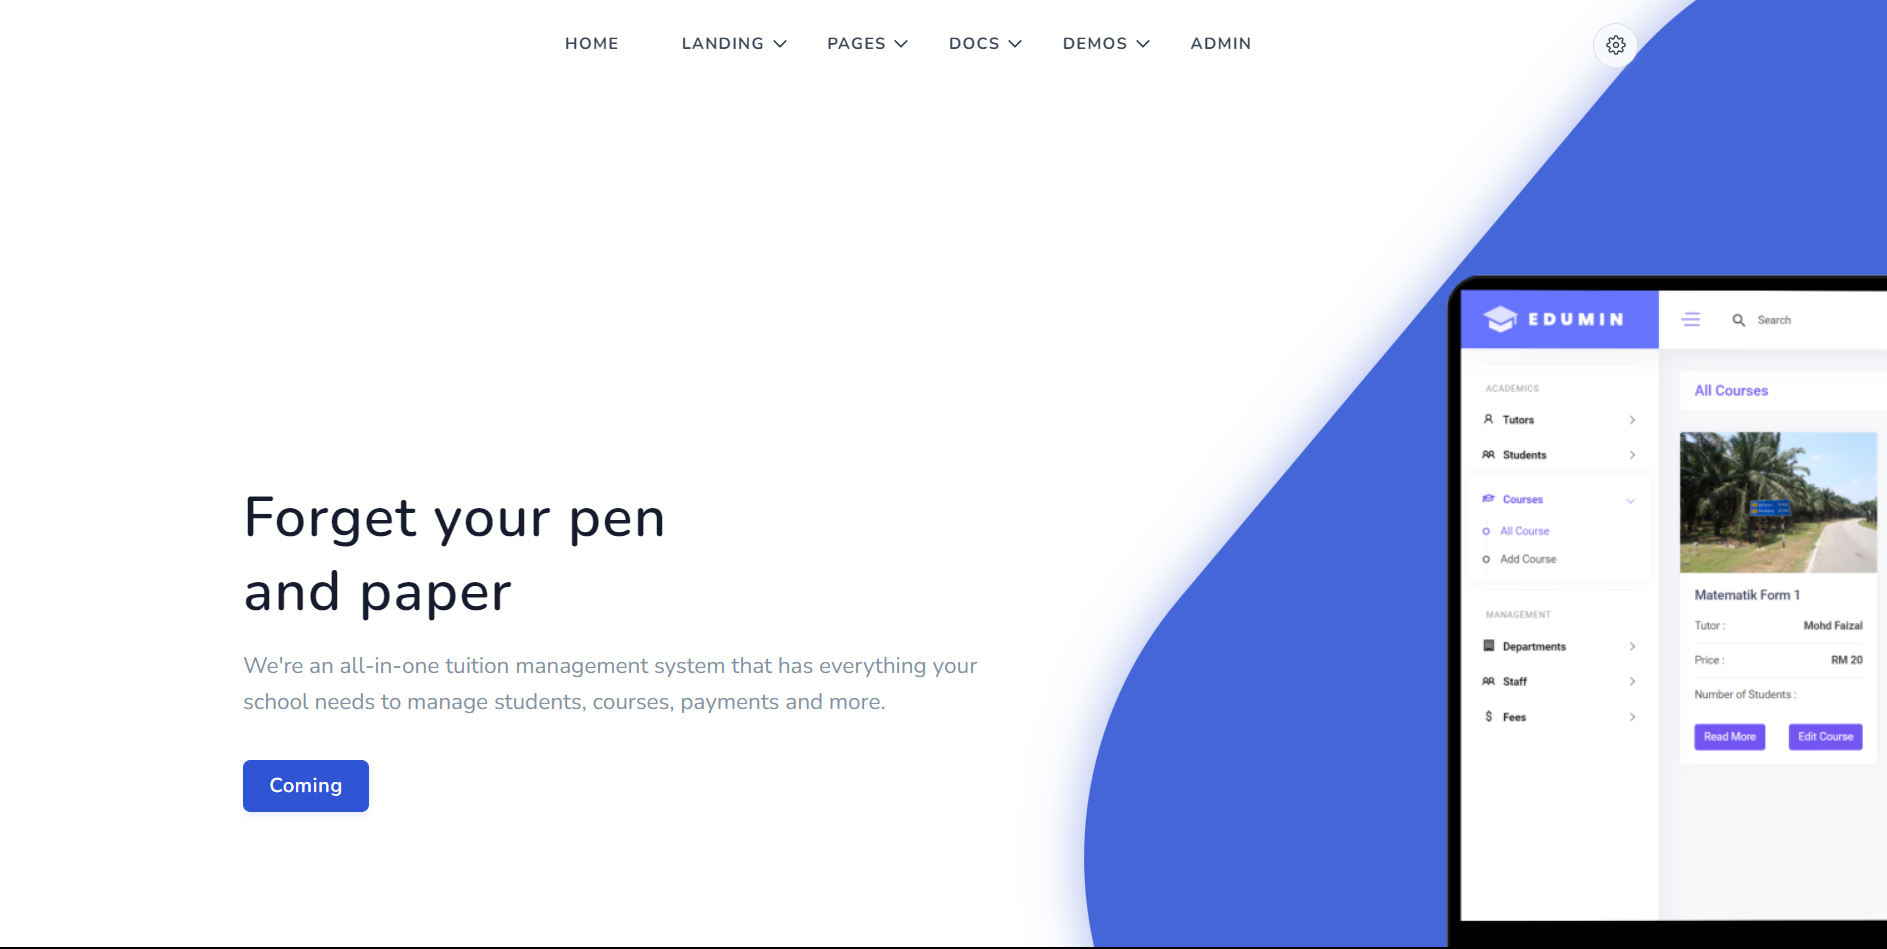 HOME LANDING PAGES DOCS DEMOS ADMIN
Forget your pen
and paper
We're an all-in-one tuition management system that has everything your
school needs to manage students, courses, payments and more.
Coming
EDUMIN
Search
ACADEMICS
Tutors
Students
Courses
All Course
Add Course
MANAGEMENT
Departments
Staff
Fees
All Courses
Matematik Form 1
Tutor : Mohd Faizal
Price : RM 20
Number of Students :
Read More Edit Course